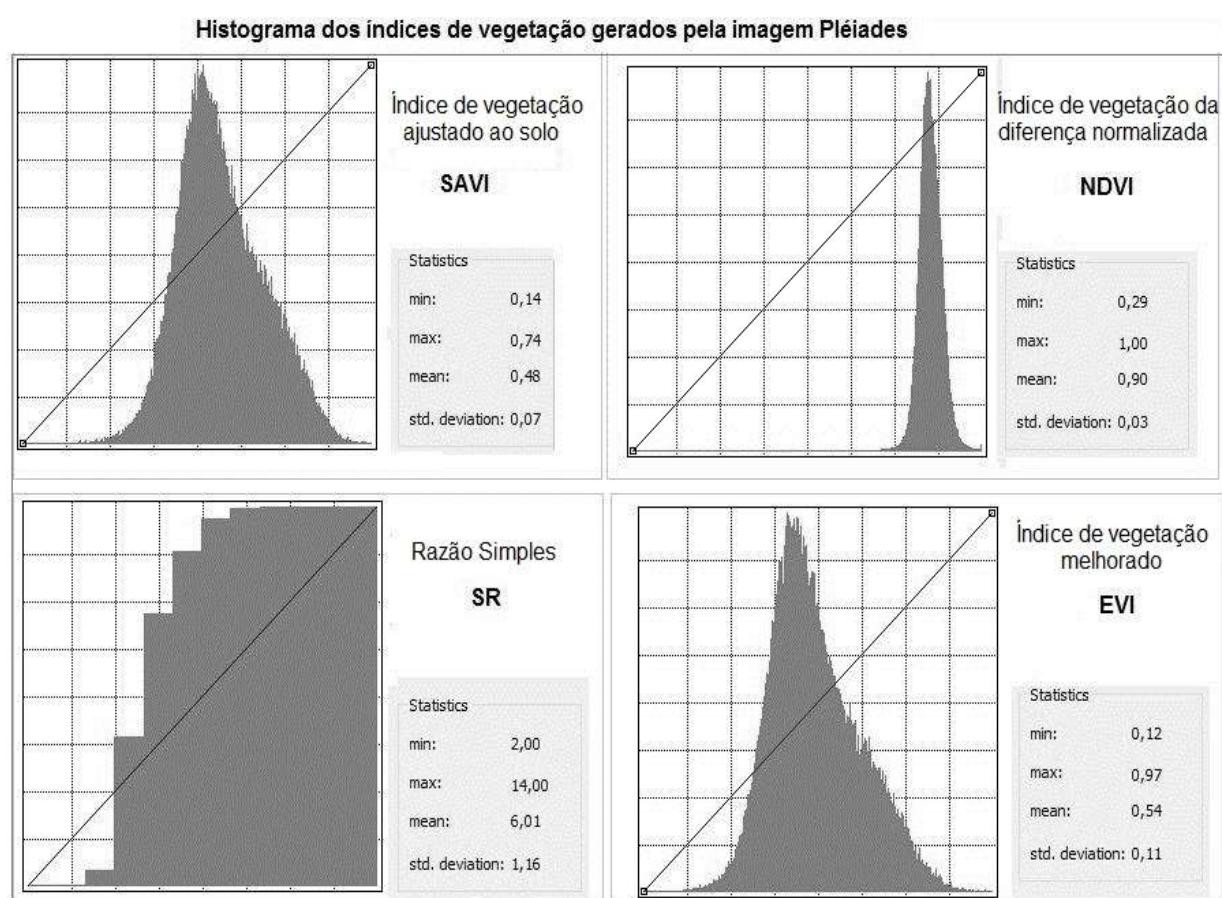 Histograma dos índices de vegetação gerados pela imagem Pléiades
Índice de vegetação
ajustado ao solo
SAVI
Statistics
min: 0,14
max: 0,74
mean: 0,48
std. deviation: 0,07
Índice de vegetação da
diferença normalizada
NDVI
Statistics
min: 0,29
max: 1,00
mean: 0,90
std. deviation: 0,03
Razão Simples
SR
Statistics
min: 2,00
max: 14,00
mean: 6,01
std. deviation: 1,16
Índice de vegetação
melhorado
EVI
Statistics
min: 0,12
max: 0,97
mean: 0,54
std. deviation: 0,11